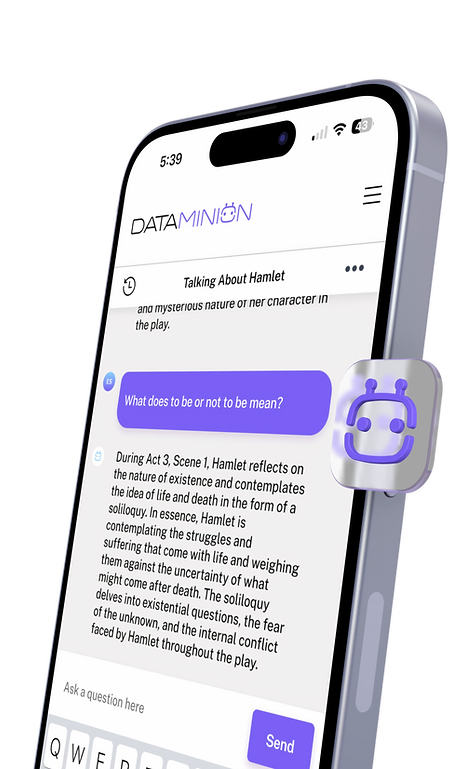 5:39
43
DATAMINION
Talking About Hamlet
and mysterious nature of her character in
the play.
ES
What does to be or not to be mean?
During Act 3, Scene 1, Hamlet reflects on
the nature of existence and contemplates
the idea of life and death in the form of a
soliloquy. In essence, Hamlet is
contemplating the struggles and
suffering that come with life and weighing
them against the uncertainty of what
might come after death. The soliloquy
delves into existential questions, the fear
of the unknown, and the internal conflict
faced by Hamlet throughout the play.
Ask a question here
Send
Q W E R